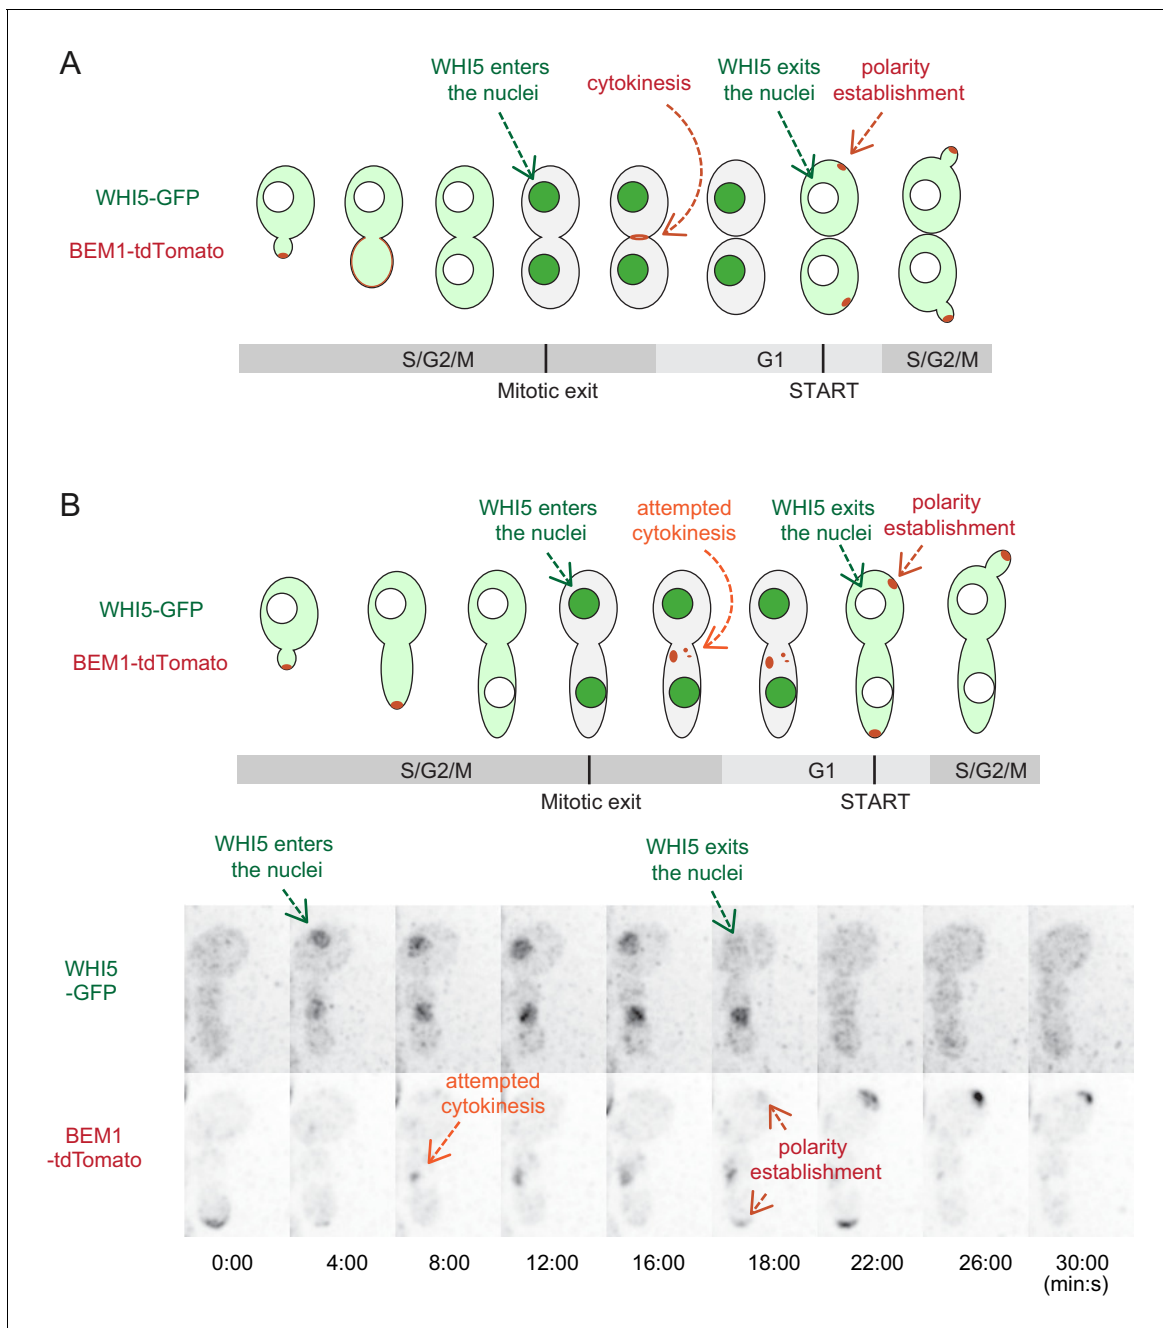 A
WHI5 enters
the nuclei
cytokinesis
WHI5 exits
the nuclei
polarity
establishment
WHI5-GFP
BEM1-tdTomato
S/G2/M
G1
S/G2/M
Mitotic exit
START
B
WHI5 enters
the nuclei
attempted
cytokinesis
WHI5 exits
the nuclei
polarity
establishment
WHI5-GFP
BEM1-tdTomato
S/G2/M
G1
S/G2/M
Mitotic exit
START
WHI5 enters
the nuclei
WHI5 exits
the nuclei
WHI5
-GFP
attempted
cytokinesis
BEM1
-tdTomato
polarity
establishment
0:00 4:00 8:00 12:00 16:00 18:00 22:00 26:00 30:00
(min:s)